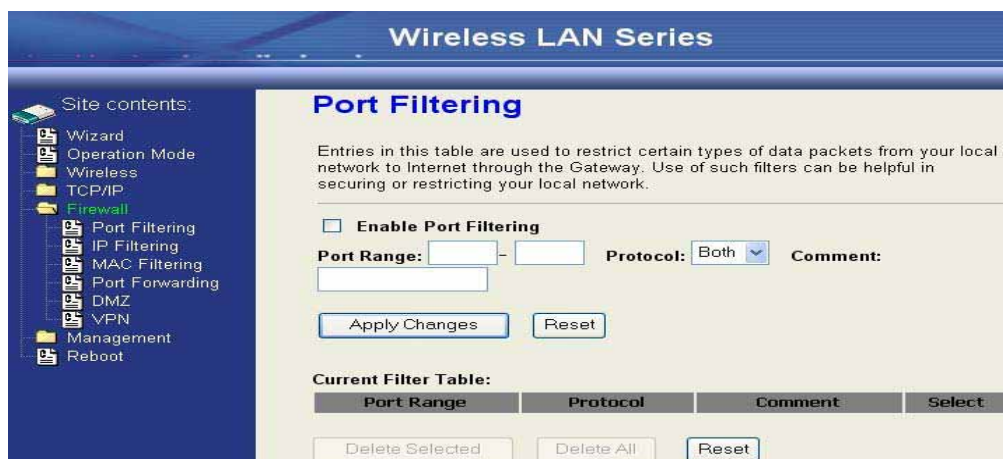 Wireless LAN Series
Site contents:
Wizard
Operation Mode
Wireless
TCP/IP
Firewall
Port Filtering
IP Filtering
MAC Filtering
Port Forwarding
DMZ
VPN
Management
Reboot
Port Filtering
Entries in this table are used to restrict certain types of data packets from your local
network to Internet through the Gateway. Use of such filters can be helpful in
securing or restricting your local network.
Enable Port Filtering
Port Range: - Protocol: Both Comment:
Apply Changes Reset
Current Filter Table:
Port Range Protocol Comment Select
Delete Selected Delete All Reset